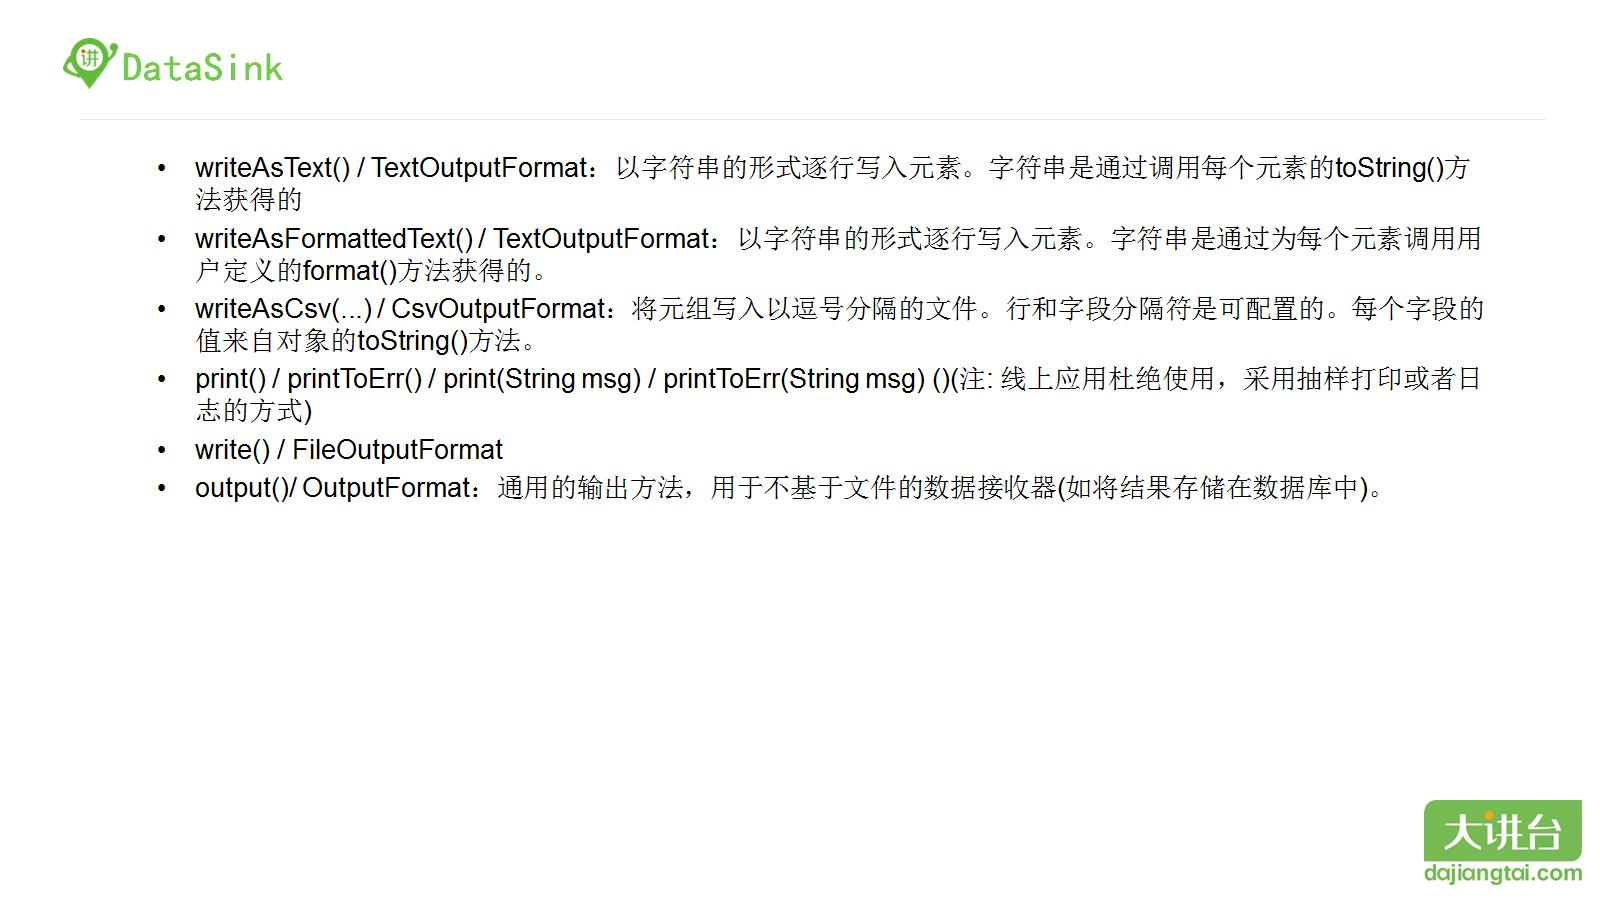 讲 DataSink
• writeAsText() / TextOutputFormat：以字符串的形式逐行写入元素。字符串是通过调用每个元素的toString()方
法获得的
• writeAsFormattedText() / TextOutputFormat：以字符串的形式逐行写入元素。字符串是通过为每个元素调用用
户定义的format()方法获得的。
• writeAsCsv(...) / CsvOutputFormat：将元组写入以逗号分隔的文件。行和字段分隔符是可配置的。每个字段的
值来自对象的toString()方法。
• print() / printToErr() / print(String msg) / printToErr(String msg) ()(注: 线上应用杜绝使用，采用抽样打印或者日
志的方式)
• write() / FileOutputFormat
• output()/ OutputFormat：通用的输出方法，用于不基于文件的数据接收器(如将结果存储在数据库中)。
大讲台
dajiangtai.com